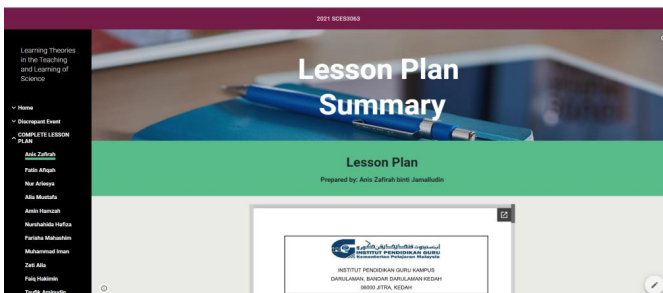 2021 SCES3063
Learning Theories
in the Teaching
and Learning of
Science
Home
Discrepant Event
COMPLETE LESSON
PLAN
Anis Zafirah
Fatin Afiqah
Nur Ariesya
Alia Mustafa
Amin Hamzah
Nurshahida Hafiza
Farisha Mahashim
Muhammad Iman
Zeti Alia
Faiq Hakimin
Taufik Aminudin
Lesson Plan
Summary
Lesson Plan
Prepared by: Anis Zafirah binti Jamalludin
INSTITUT PENDIDIKAN GURU
Kementerian Pelajaran Malaysia
INSTITUT PENDIDIKAN GURU KAMPUS
DARULAMAN, BANDAR DARULAMAN KEDAH
06000 JITRA, KEDAH